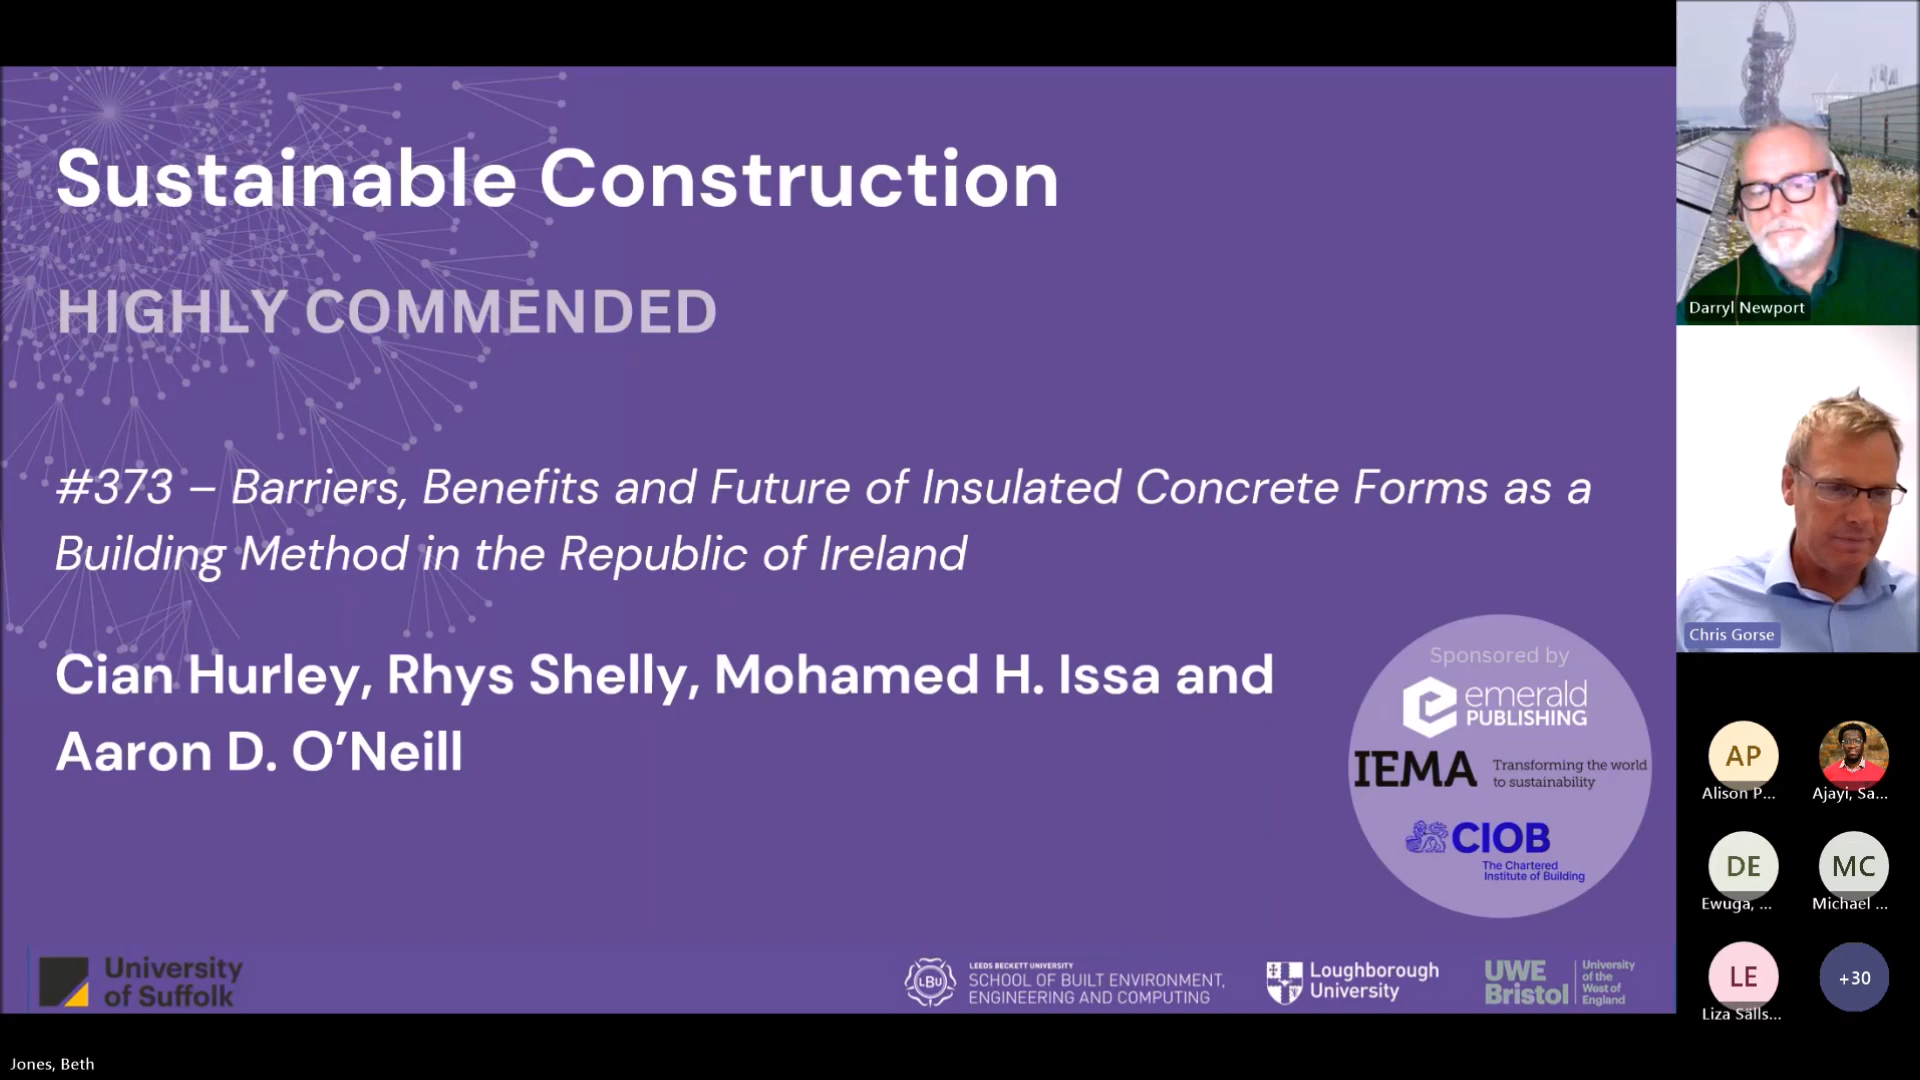 Sustainable Construction
HIGHLY COMMENDED
#373 – Barriers, Benefits and Future of Insulated Concrete Forms as a
Building Method in the Republic of Ireland
Cian Hurley, Rhys Shelly, Mohamed H. Issa and
Aaron D. O’Neill
Sponsored by
emerald
PUBLISHING
IEMA
Transforming the world
to sustainability
CIOB
The Chartered
Institute of Building
University
of Suffolk
LBU
LEEDS BECKETT UNIVERSITY
SCHOOL OF BUILT ENVIRONMENT,
ENGINEERING AND COMPUTING
Loughborough
University
UWE
Bristol
University
of the
West of
England
Darryl Newport
Chris Gorse
AP
Alison P...
Ajayi, Sa...
DE
Ewuga, ...
MC
Michael ...
LE
Liza Sälls...
+30
Jones, Beth